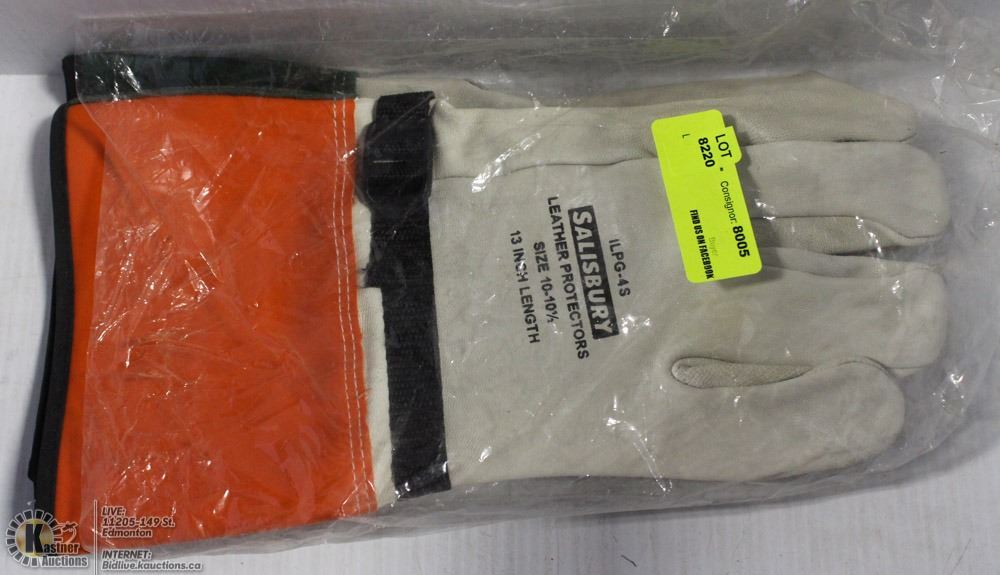 ILPG-4S
SALISBURY
LEATHER PROTECTORS
SIZE 10-10½
13 INCH LENGTH
LOT #
8220
L
Consignor: 8005
Buyer
FIND US ON FACEBOOK
Kastner
Auctions
LIVE:
11205-149 St.
Edmonton
INTERNET:
Bidlive.kauctions.ca